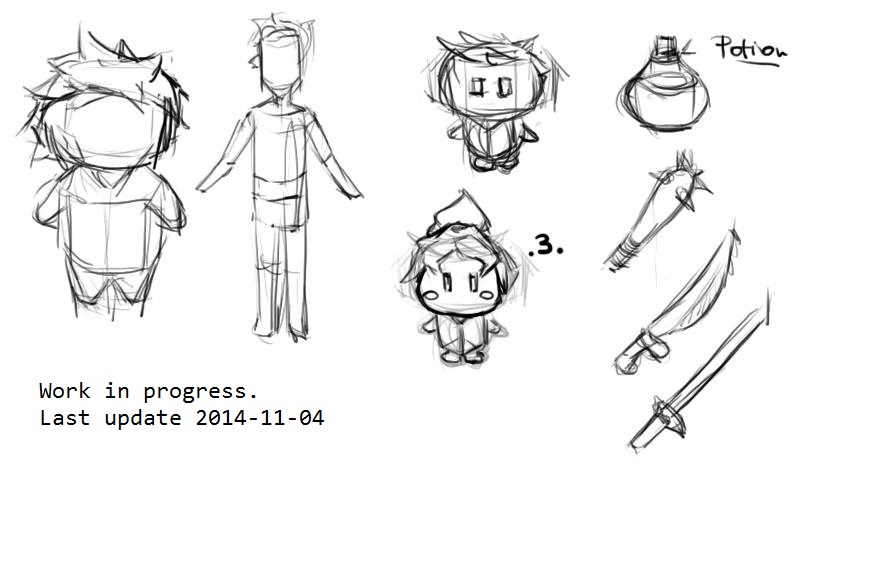 Potion
.3.
Work in progress.
Last update 2014-11-04